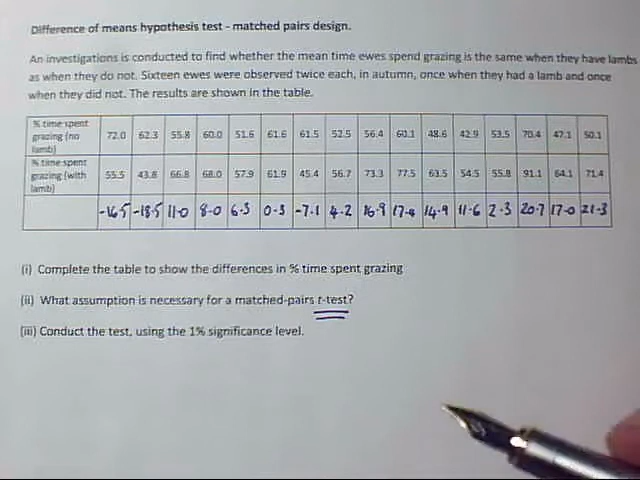 Difference of means hypothesis test - matched pairs design.
An investigations is conducted to find whether the mean time ewes spend grazing is the same when they have lambs
as when they do not. Sixteen ewes were observed twice each, in autumn, once when they had a lamb and once
when they did not. The results are shown in the table.
% time spent grazing (no lamb) 72.0 62.3 55.8 60.0 51.6 61.6 61.5 52.5 56.4 60.1 48.6 42.9 53.5 70.4 47.1 50.1
% time spent grazing (with lamb) 55.5 43.8 66.8 68.0 57.9 61.9 45.4 56.7 73.3 77.5 63.5 54.5 55.8 91.1 64.1 71.4
-16.5 -18.5 11.0 8.0 6.3 0.3 -7.1 4.2 16.9 17.4 14.9 11.6 2.3 20.7 17.0 21.3
(i) Complete the table to show the differences in % time spent grazing
(ii) What assumption is necessary for a matched-pairs t-test?
(iii) Conduct the test, using the 1% significance level.